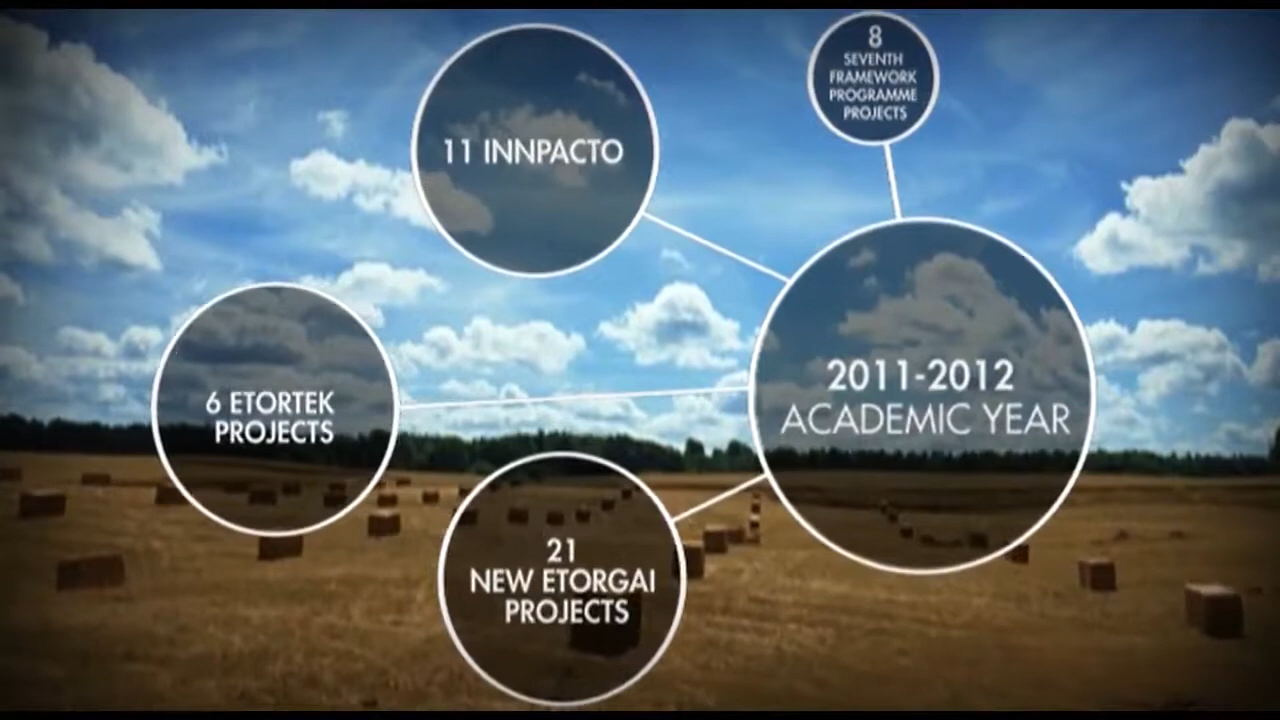 8
SEVENTH
FRAMEWORK
PROGRAMME
PROJECTS
11 INNPACTO
2011-2012
ACADEMIC YEAR
6 ETORTEK
PROJECTS
21
NEW ETORGAI
PROJECTS